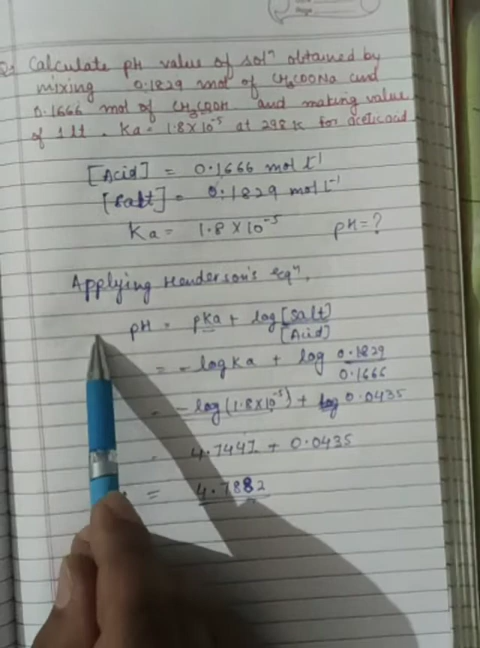 Q. Calculate pH value of solⁿ obtained by
mixing 0.1829 mol of CH₃COONa and
0.1666 mol of CH₃COOH and making value
of 1 lt. Ka = 1.8×10⁻⁵ at 298 K for acetic acid
[Acid] = 0.1666 mol l⁻¹
[Salt] = 0.1829 mol l⁻¹
Ka = 1.8×10⁻⁵ pH = ?
Applying Henderson's eqⁿ,
pH = pKa + log [Salt]
[Acid]
= -log Ka + log 0.1829
0.1666
= -log (1.8×10⁻⁵) + 0.0435
= 4.7447 + 0.0435
= 4.7882